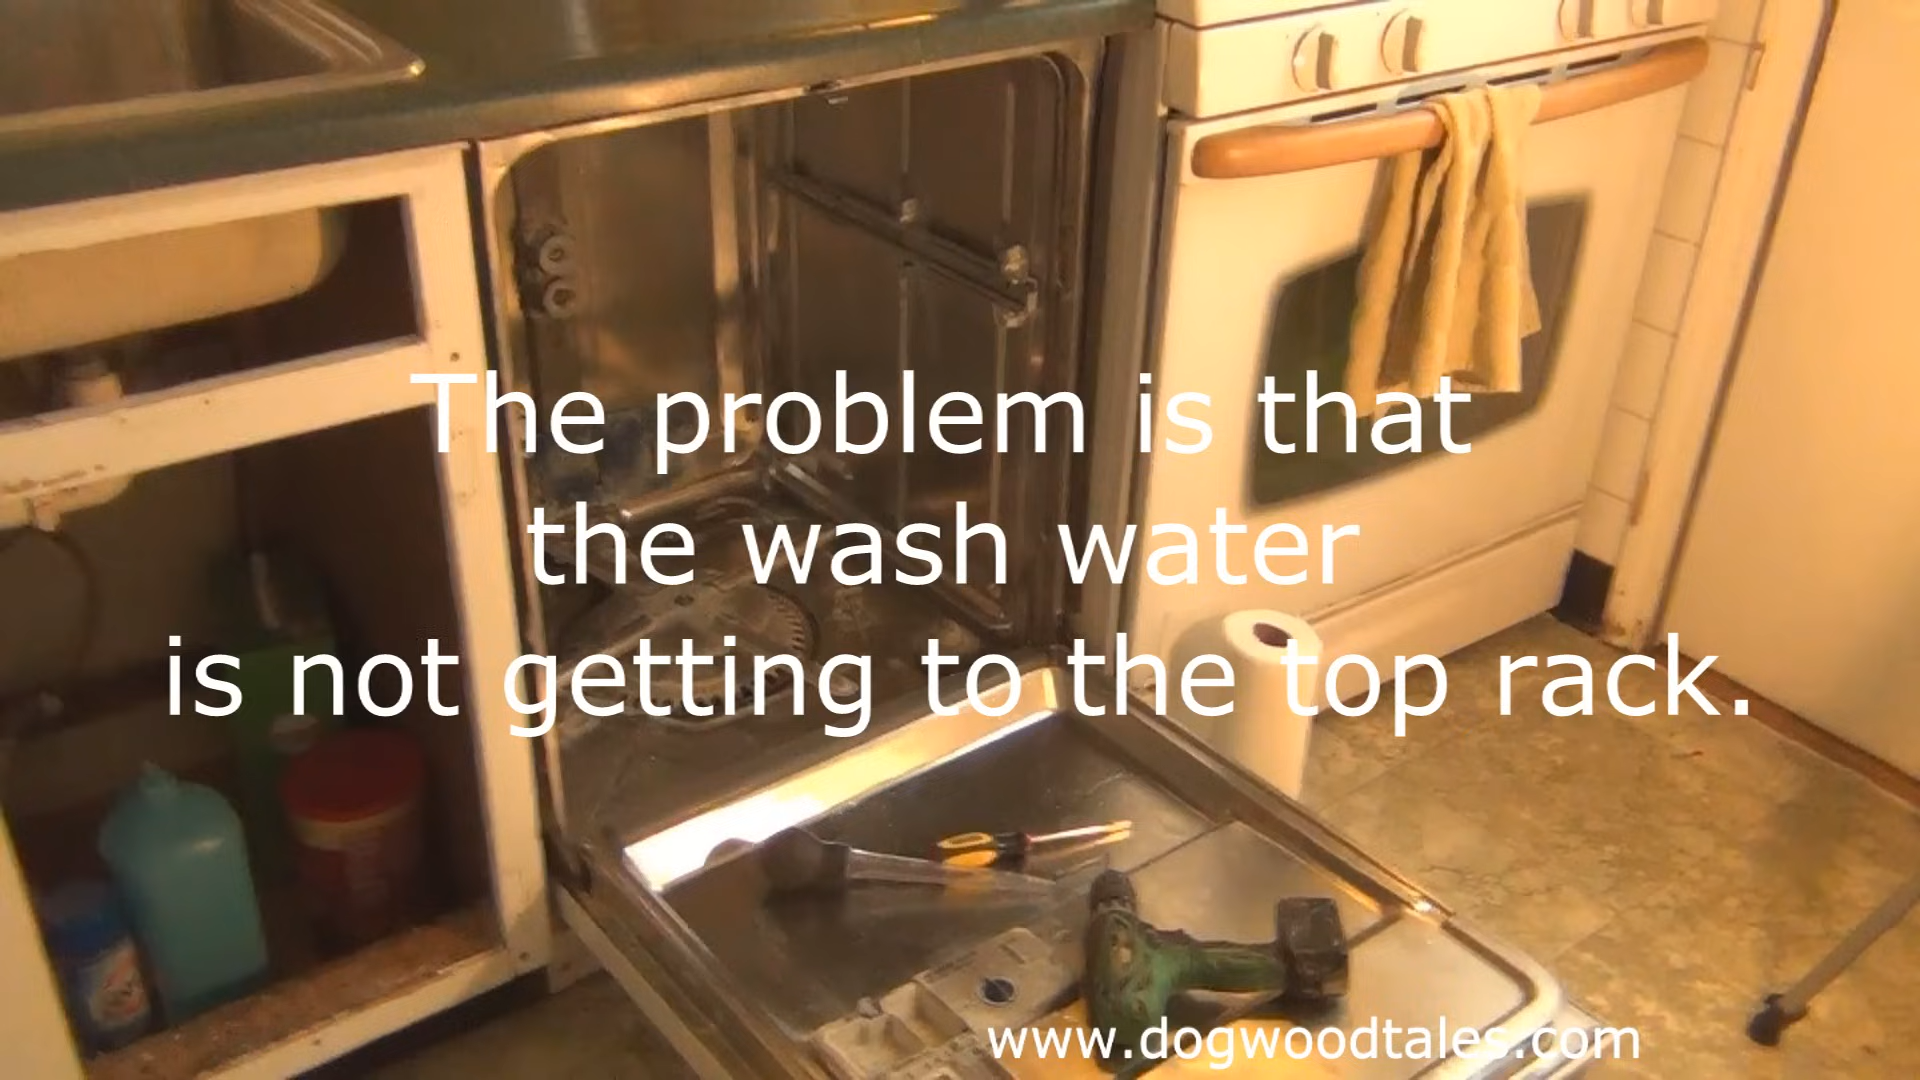 The problem is that
the wash water
is not getting to the top rack.
www.dogwoodtales.com